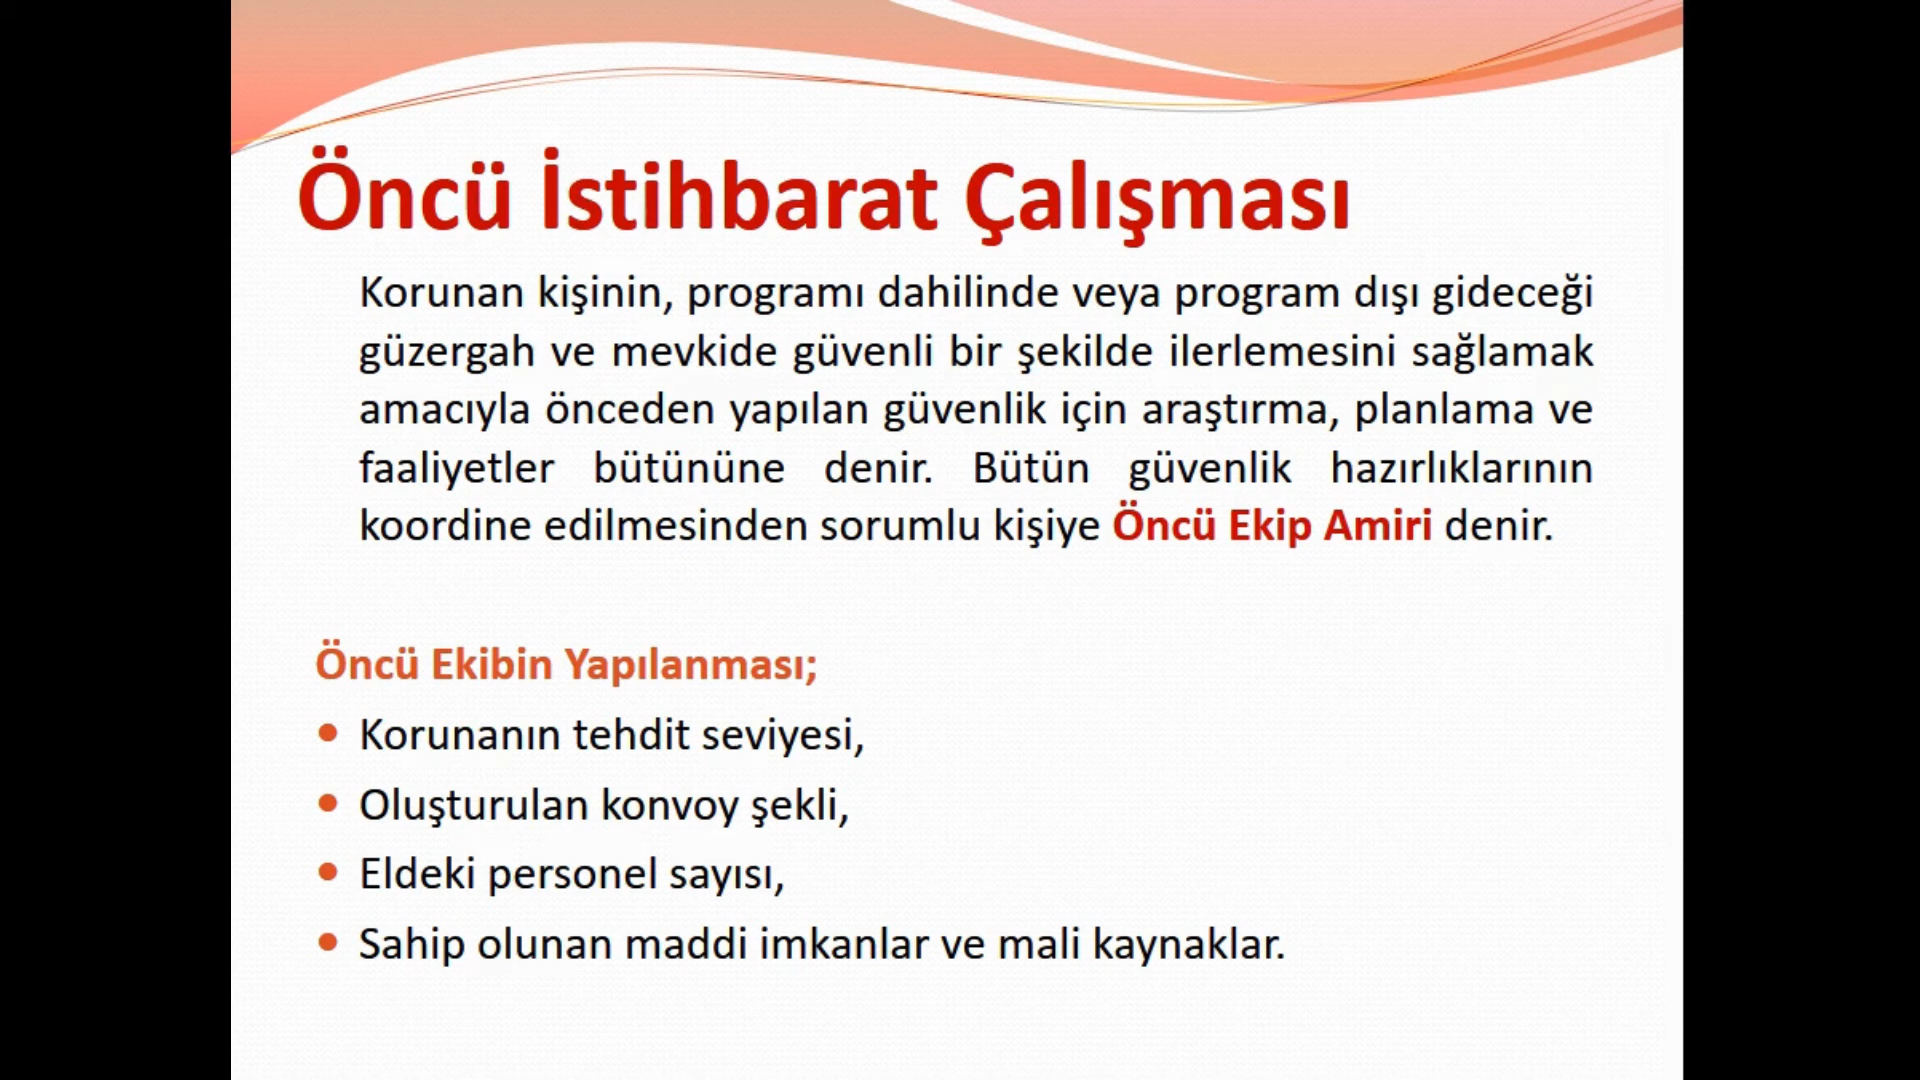 Öncü İstihbarat Çalışması
Korunan kişinin, programı dahilinde veya program dışı gideceği
güzergah ve mevkide güvenli bir şekilde ilerlemesini sağlamak
amacıyla önceden yapılan güvenlik için araştırma, planlama ve
faaliyetler bütününe denir. Bütün güvenlik hazırlıklarının
koordine edilmesinden sorumlu kişiye Öncü Ekip Amiri denir.
Öncü Ekibin Yapılanması;
• Korunanın tehdit seviyesi,
• Oluşturulan konvoy şekli,
• Eldeki personel sayısı,
• Sahip olunan maddi imkanlar ve mali kaynaklar.